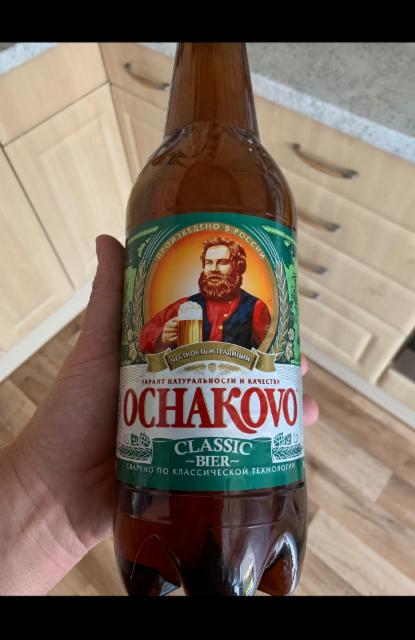 ПРОИЗВЕДЕНО В РОССИИ
ЧЕСТНОСТЬ И ТРАДИЦИИ
ГАРАНТ НАТУРАЛЬНОСТИ И КАЧЕСТВА
OCHAKOVO
CLASSIC
~BIER~
СВАРЕНО ПО КЛАССИЧЕСКОЙ ТЕХНОЛОГИИ